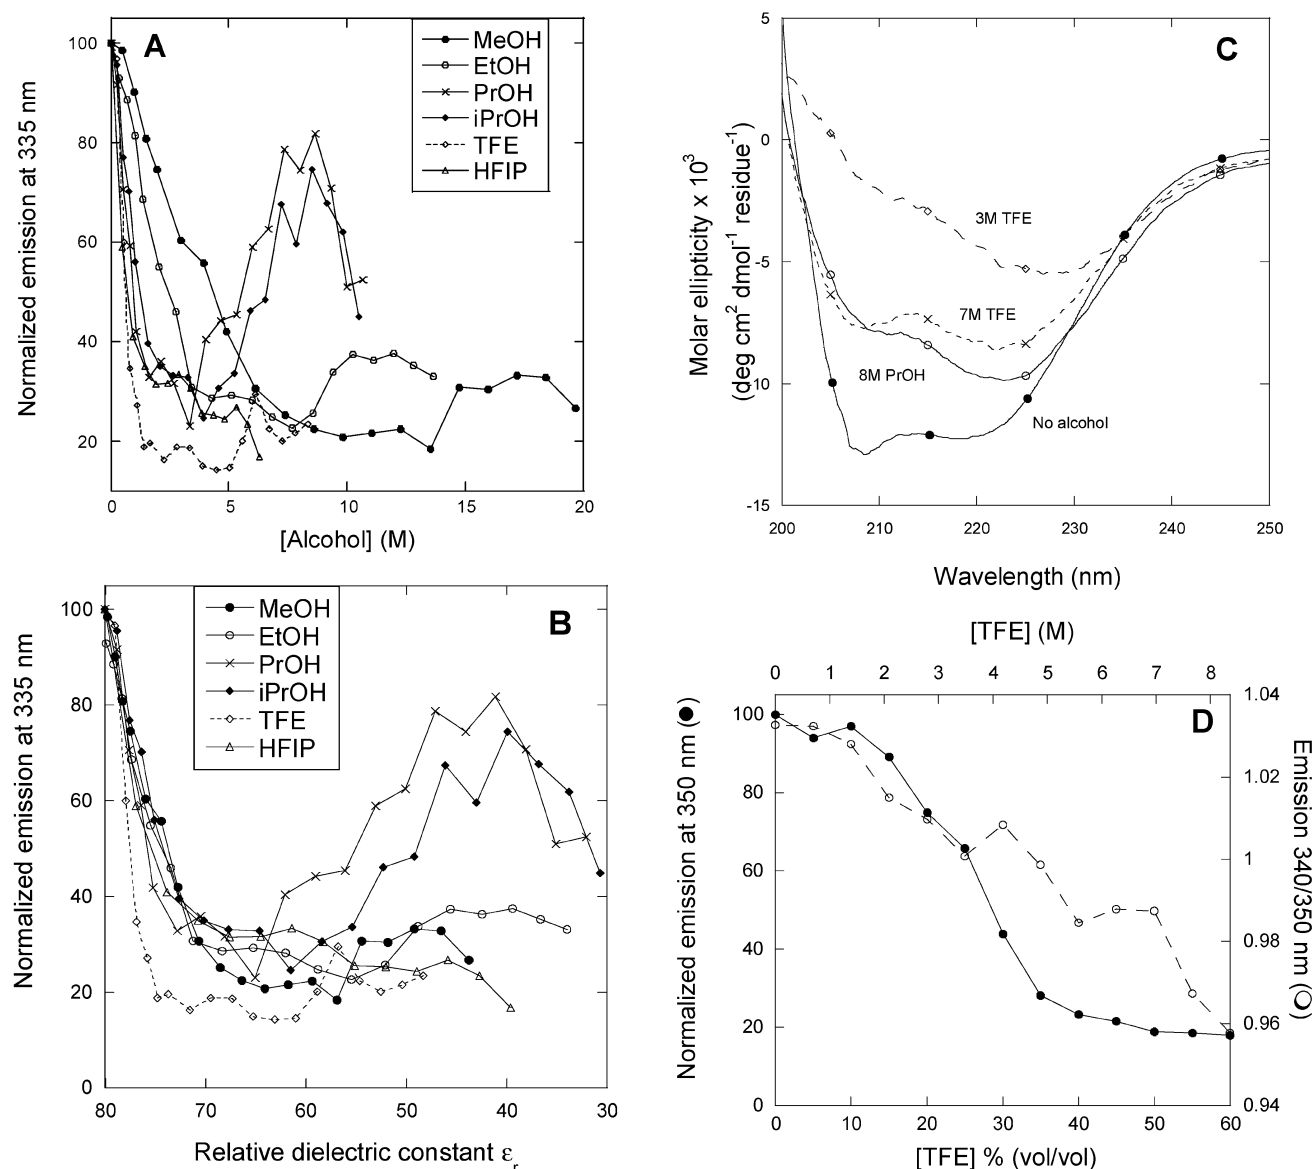 A
MeOH
EtOH
PrOH
iPrOH
TFE
HFIP
Normalized emission at 335 nm
100
80
60
40
20
0
5
10
15
20
[Alcohol] (M)
C
Molar ellipticity x 10³
(deg cm² dmol⁻¹ residue⁻¹)
5
0
-5
-10
-15
3M TFE
7M TFE
8M PrOH
No alcohol
200
210
220
230
240
250
Wavelength (nm)
B
MeOH
EtOH
PrOH
iPrOH
TFE
HFIP
Normalized emission at 335 nm
100
80
60
40
20
0
80
70
60
50
40
30
Relative dielectric constant εᵣ
[TFE] (M)
0
1
2
3
4
5
6
7
8
D
Normalized emission at 350 nm (●)
100
80
60
40
20
0
1.04
1.02
1
0.98
0.96
0.94
Emission 340/350 nm (○)
0
10
20
30
40
50
60
[TFE] % (vol/vol)